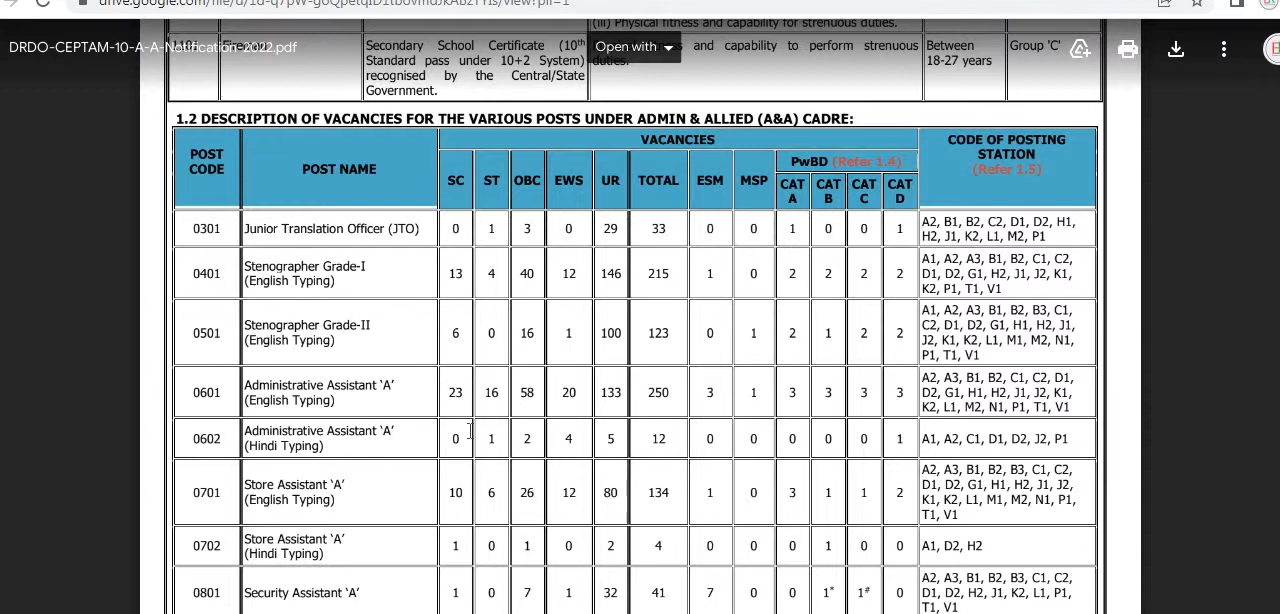 drive.google.com/file/d/1d-q7pW-g
view?pli=1
(iii) Physical fitness and capability for strenuous duties.
DRDO-CEPTAM-10-A-A-Notification-2022.pdf
Open with
Secondary School Certificate (10th
Standard pass under 10+2 System)
recognised by the Central/State
Government.
and capability to perform strenuous
duties.
Between
18-27 years
Group 'C'
1.2 DESCRIPTION OF VACANCIES FOR THE VARIOUS POSTS UNDER ADMIN & ALLIED (A&A) CADRE:
POST
CODE
POST NAME
VACANCIES
SC ST OBC EWS UR TOTAL ESM MSP
PwBD (Refer 1.4)
CAT
A
CAT
B
CAT
C
CAT
D
CODE OF POSTING
STATION
(Refer 1.5)
0301 Junior Translation Officer (JTO) 0 1 3 0 29 33 0 0 1 0 0 1
A2, B1, B2, C2, D1, D2, H1,
H2, J1, K2, L1, M2, P1
0401 Stenographer Grade-I
(English Typing)
13 4 40 12 146 215 1 0 2 2 2 2
A1, A2, A3, B1, B2, C1, C2,
D1, D2, G1, H2, J1, J2, K1,
K2, P1, T1, V1
0501 Stenographer Grade-II
(English Typing)
6 0 16 1 100 123 0 1 2 1 2 2
A1, A2, A3, B1, B2, B3, C1,
C2, D1, D2, G1, H1, H2, J1,
J2, K1, K2, L1, M1, M2, N1,
P1, T1, V1
0601 Administrative Assistant 'A'
(English Typing)
23 16 58 20 133 250 3 1 3 3 3 3
A2, A3, B1, B2, C1, C2, D1,
D2, G1, H1, H2, J1, J2, K1,
K2, L1, M2, N1, P1, T1, V1
0602 Administrative Assistant 'A'
(Hindi Typing)
0 1 2 4 5 12 0 0 0 0 0 1
A1, A2, C1, D1, D2, J2, P1
0701 Store Assistant 'A'
(English Typing)
10 6 26 12 80 134 1 0 3 1 1 2
A2, A3, B1, B2, B3, C1, C2,
D1, D2, G1, H1, H2, J1, J2,
K1, K2, L1, M1, M2, N1, P1,
T1, V1
0702 Store Assistant 'A'
(Hindi Typing)
1 0 1 0 2 4 0 0 0 1 0 0
A1, D2, H2
0801 Security Assistant 'A' 1 0 7 1 32 41 7 0 0 1* 1# 0
A2, A3, B1, B2, B3, C1, C2,
D1, D2, H2, J1, K2, L1, P1,
T1, V1